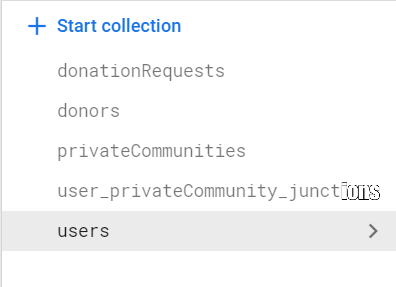 Start collection
donationRequests
donors
privateCommunities
user_privateCommunity_junctions
users